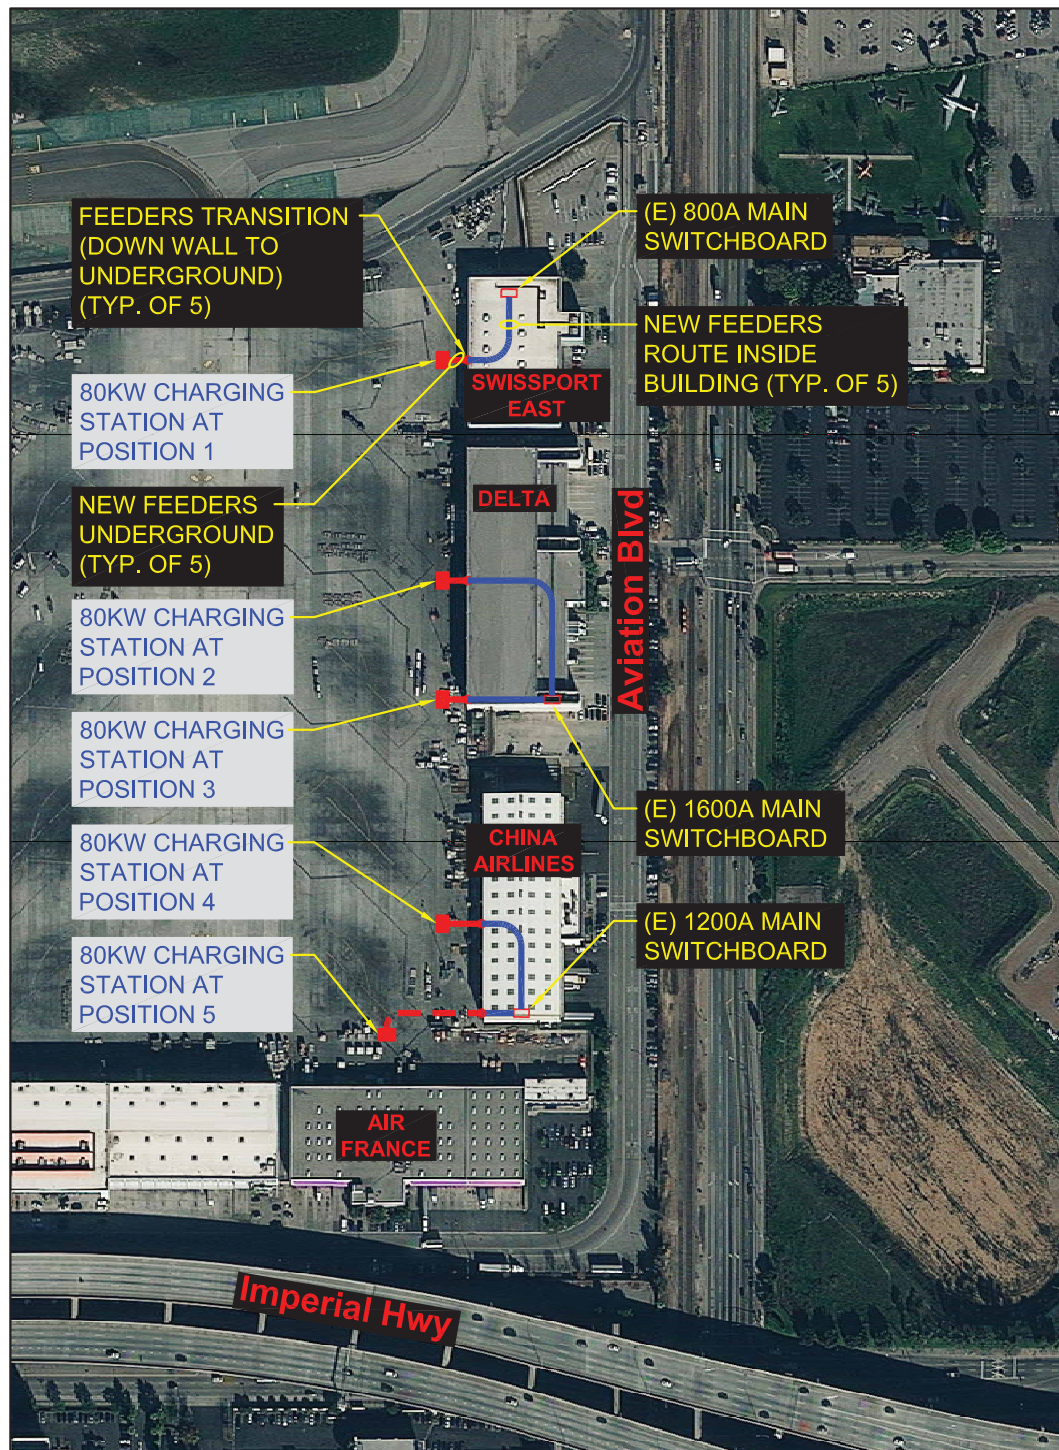 FEEDERS TRANSITION
(DOWN WALL TO
UNDERGROUND)
(TYP. OF 5)
(E) 800A MAIN
SWITCHBOARD
NEW FEEDERS
ROUTE INSIDE
BUILDING (TYP. OF 5)
80KW CHARGING
STATION AT
POSITION 1
SWISSPORT
EAST
NEW FEEDERS
UNDERGROUND
(TYP. OF 5)
DELTA
Aviation Blvd
80KW CHARGING
STATION AT
POSITION 2
80KW CHARGING
STATION AT
POSITION 3
(E) 1600A MAIN
SWITCHBOARD
CHINA
AIRLINES
80KW CHARGING
STATION AT
POSITION 4
(E) 1200A MAIN
SWITCHBOARD
80KW CHARGING
STATION AT
POSITION 5
AIR
FRANCE
Imperial Hwy